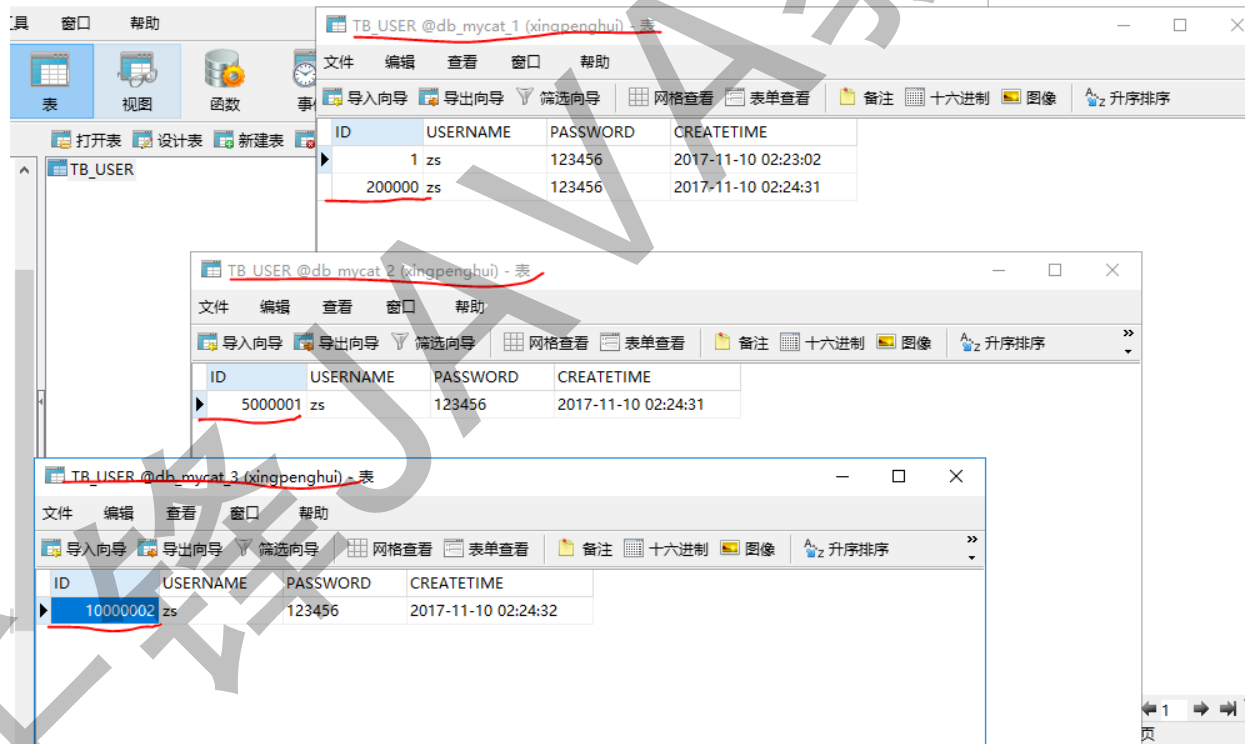 具 窗口 帮助
表 视图 函数
打开表 设计表 新建表
TB_USER
TB_USER @db_mycat_1 (xingpenghui) - 表
文件 编辑 查看 窗口 帮助
导入向导 导出向导 筛选向导 网格查看 表单查看 备注 十六进制 图像 升序排序
ID USERNAME PASSWORD CREATETIME
1 zs 123456 2017-11-10 02:23:02
200000 zs 123456 2017-11-10 02:24:31
TB_USER @db_mycat_2 (xingpenghui) - 表
文件 编辑 查看 窗口 帮助
导入向导 导出向导 筛选向导 网格查看 表单查看 备注 十六进制 图像 升序排序
ID USERNAME PASSWORD CREATETIME
5000001 zs 123456 2017-11-10 02:24:31
TB_USER @db_mycat_3 (xingpenghui) - 表
文件 编辑 查看 窗口 帮助
导入向导 导出向导 筛选向导 网格查看 表单查看 备注 十六进制 图像 升序排序
ID USERNAME PASSWORD CREATETIME
10000002 zs 123456 2017-11-10 02:24:32
1
页
锋JAVA